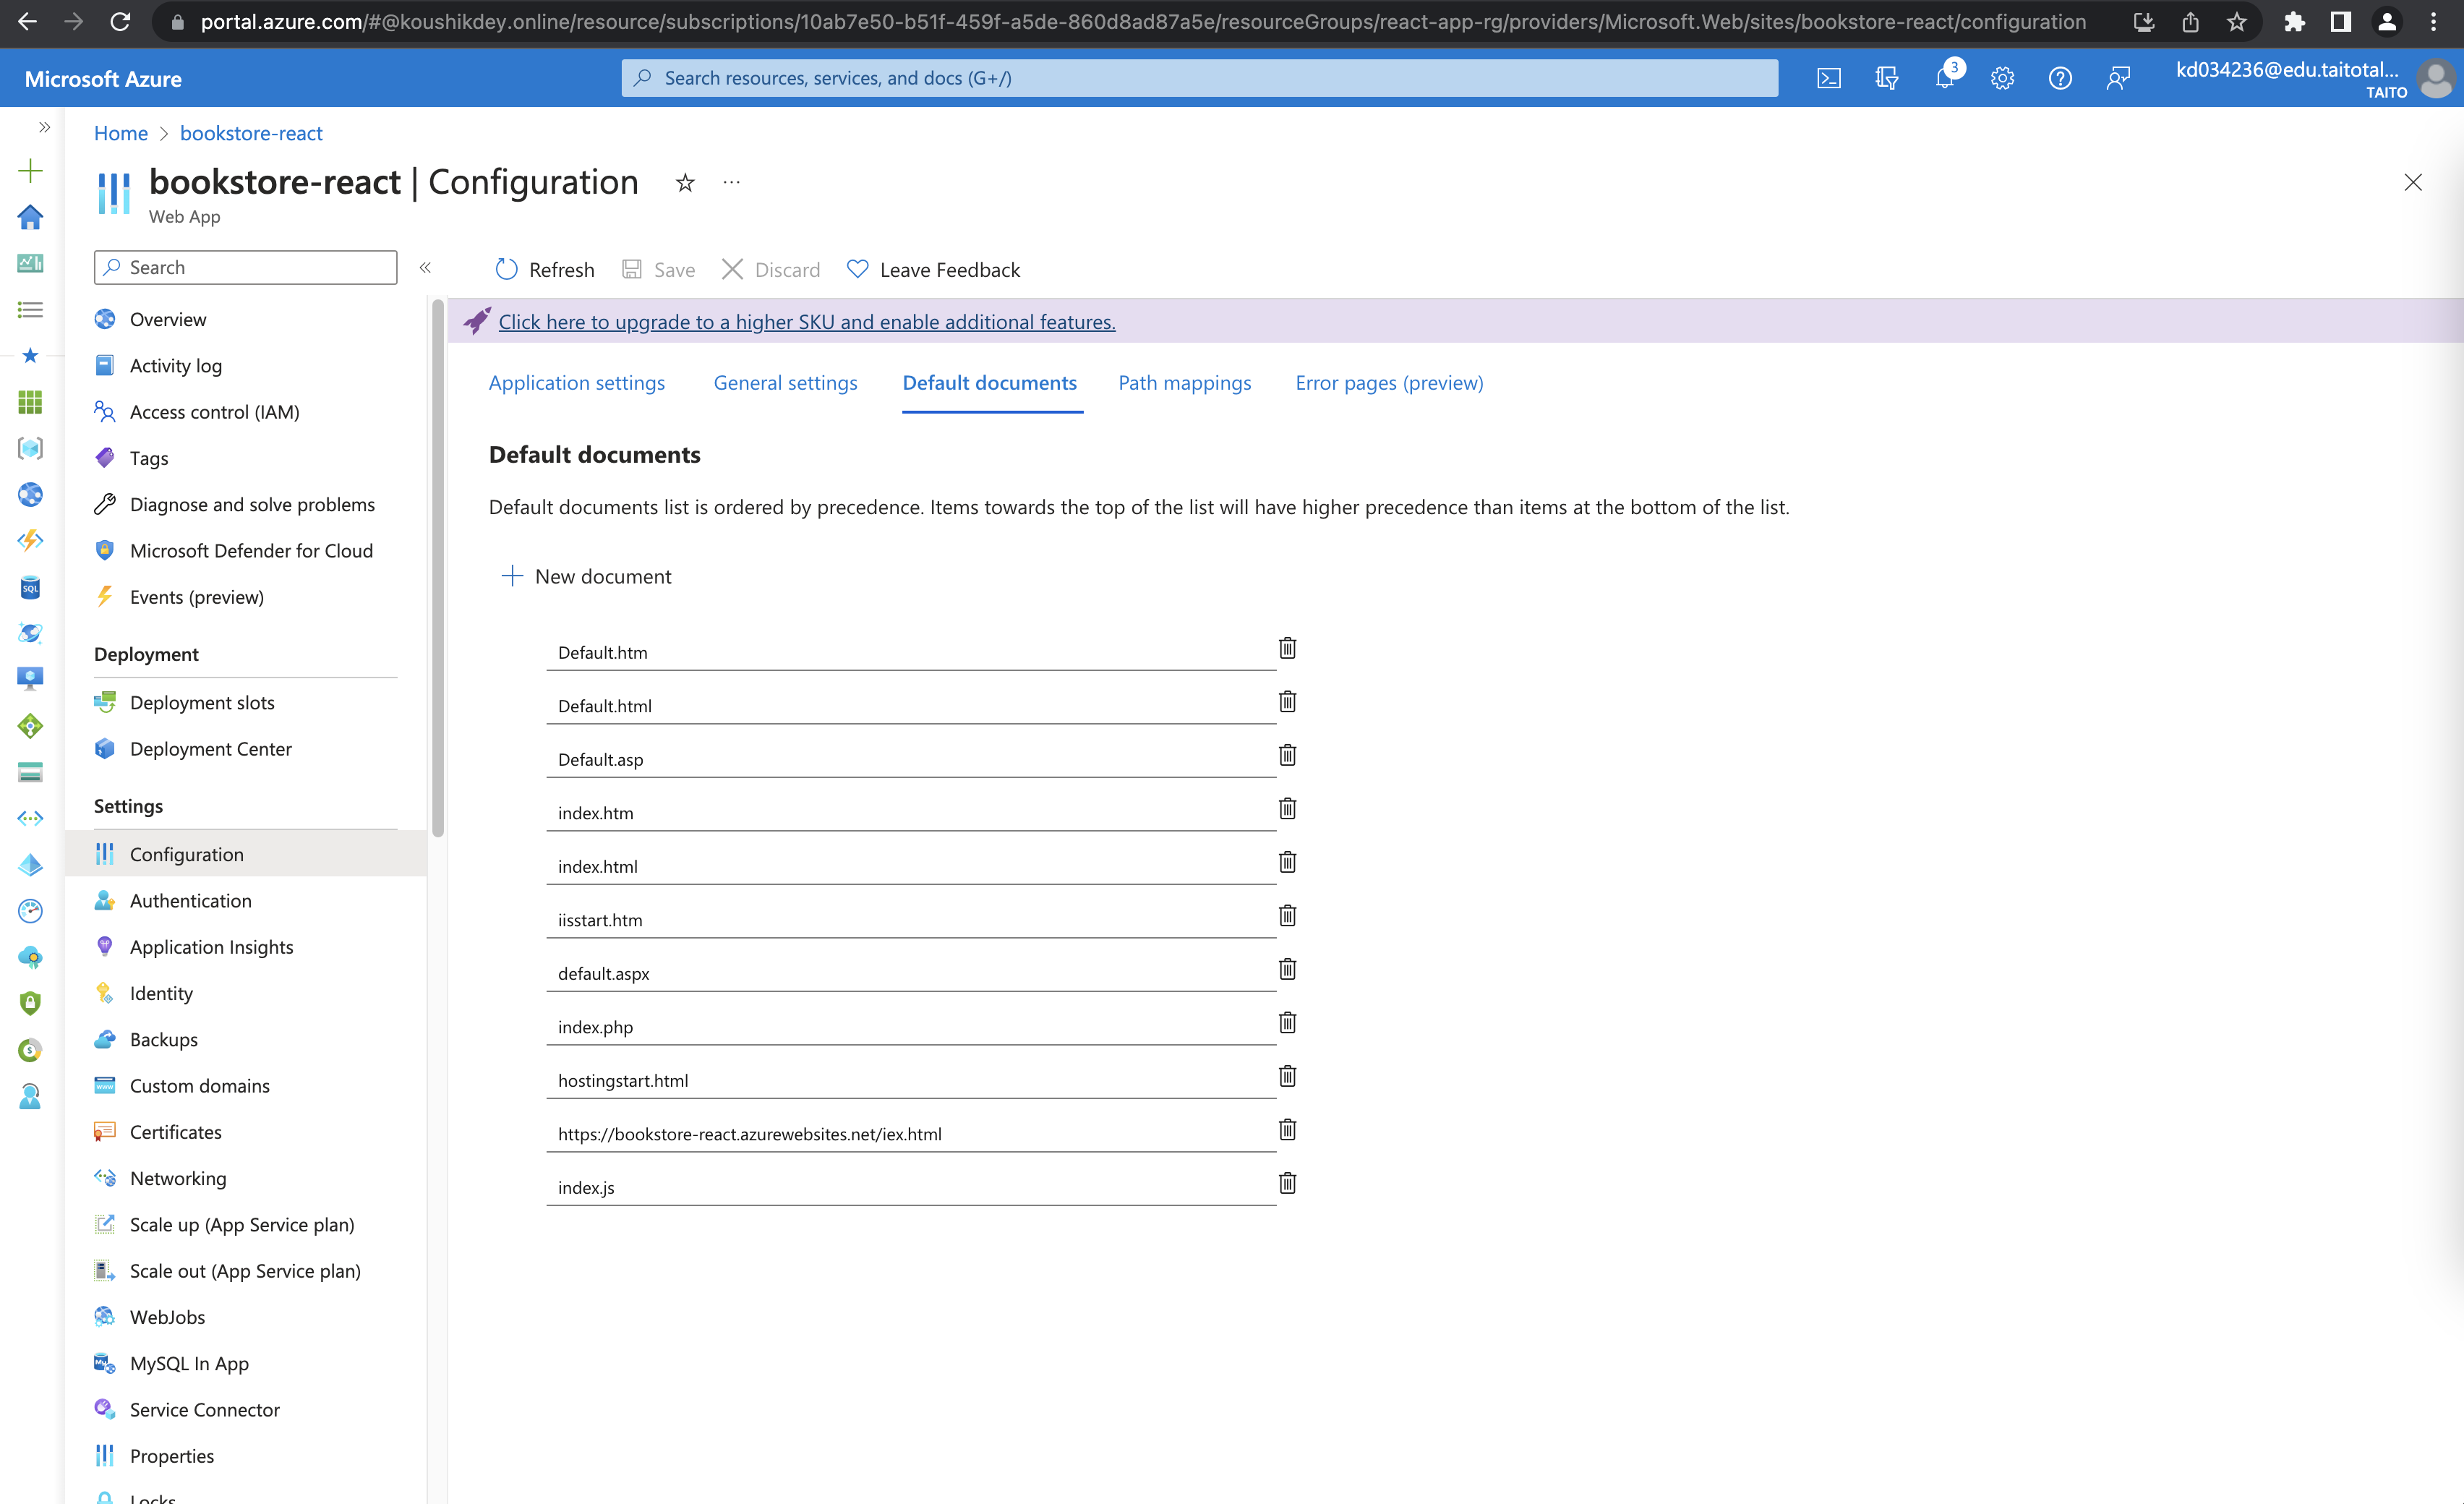 portal.azure.com/#@koushikdey.online/resource/subscriptions/10ab7e50-b51f-459f-a5de-860d8ad87a5e/resourceGroups/react-app-rg/providers/Microsoft.Web/sites/bookstore-react/configuration
Microsoft Azure
Search resources, services, and docs (G+/)
3
kd034236@edu.taitotal...
TAITO
Home > bookstore-react
bookstore-react | Configuration
Web App
Search
Refresh
Save
Discard
Leave Feedback
Click here to upgrade to a higher SKU and enable additional features.
Overview
Activity log
Access control (IAM)
Tags
Diagnose and solve problems
Microsoft Defender for Cloud
Events (preview)
Deployment
Deployment slots
Deployment Center
Settings
Configuration
Authentication
Application Insights
Identity
Backups
Custom domains
Certificates
Networking
Scale up (App Service plan)
Scale out (App Service plan)
WebJobs
MySQL In App
Service Connector
Properties
Locks
Application settings
General settings
Default documents
Path mappings
Error pages (preview)
Default documents
Default documents list is ordered by precedence. Items towards the top of the list will have higher precedence than items at the bottom of the list.
New document
Default.htm
Default.html
Default.asp
index.htm
index.html
iisstart.htm
default.aspx
index.php
hostingstart.html
https://bookstore-react.azurewebsites.net/iex.html
index.js